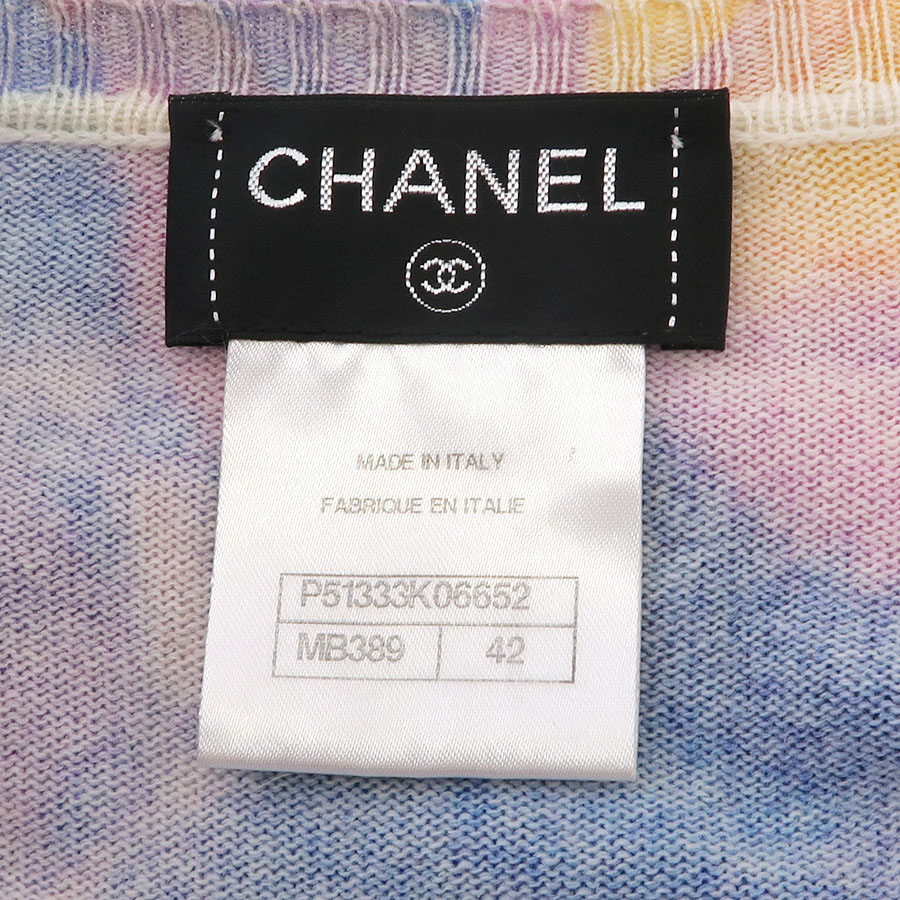 CHANEL
MADE IN ITALY
FABRIQUE EN ITALIE
P51333K06652
MB389 42